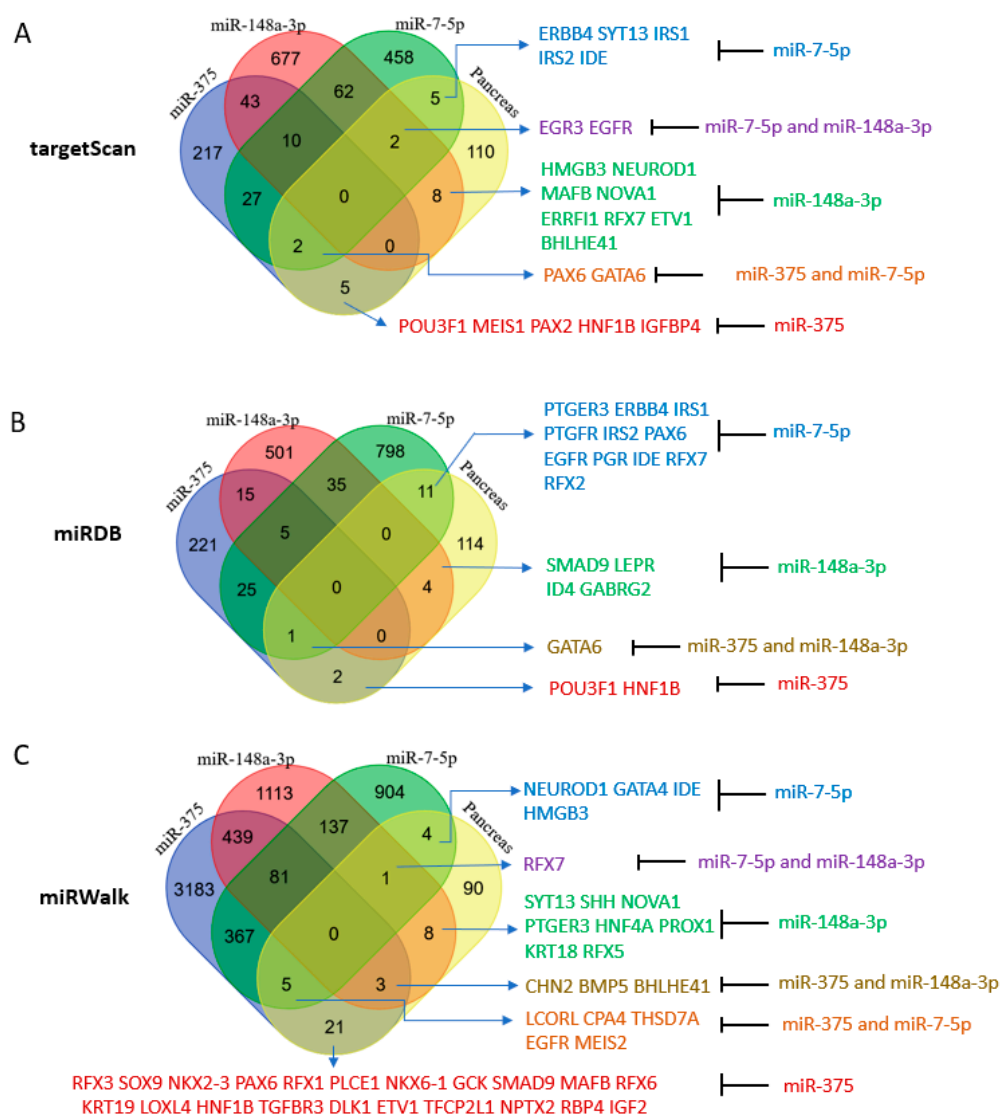 A
targetScan
miR-375
miR-148a-3p
miR-7-5p
Pancreas
677
458
43
62
5
217
10
2
110
27
0
8
2
0
5
ERBB4 SYT13 IRS1
IRS2 IDE
miR-7-5p
EGR3 EGFR
miR-7-5p and miR-148a-3p
HMGB3 NEUROD1
MAFB NOVA1
ERRFI1 RFX7 ETV1
BHLHE41
miR-148a-3p
PAX6 GATA6
miR-375 and miR-7-5p
POU3F1 MEIS1 PAX2 HNF1B IGFBP4
miR-375
B
miRDB
miR-375
miR-148a-3p
miR-7-5p
Pancreas
501
798
15
35
11
221
5
0
114
25
0
4
1
0
2
PTGER3 ERBB4 IRS1
PTGFR IRS2 PAX6
EGFR PGR IDE RFX7
RFX2
miR-7-5p
SMAD9 LEPR
ID4 GABRG2
miR-148a-3p
GATA6
miR-375 and miR-148a-3p
POU3F1 HNF1B
miR-375
C
miRWalk
miR-375
miR-148a-3p
miR-7-5p
Pancreas
1113
904
439
137
4
3183
81
1
90
367
0
8
5
3
21
NEUROD1 GATA4 IDE
HMGB3
miR-7-5p
RFX7
miR-7-5p and miR-148a-3p
SYT13 SHH NOVA1
PTGER3 HNF4A PROX1
KRT18 RFX5
miR-148a-3p
CHN2 BMP5 BHLHE41
miR-375 and miR-148a-3p
LCORL CPA4 THSD7A
EGFR MEIS2
miR-375 and miR-7-5p
RFX3 SOX9 NKX2-3 PAX6 RFX1 PLCE1 NKX6-1 GCK SMAD9 MAFB RFX6
KRT19 LOXL4 HNF1B TGFBR3 DLK1 ETV1 TFCP2L1 NPTX2 RBP4 IGF2
miR-375